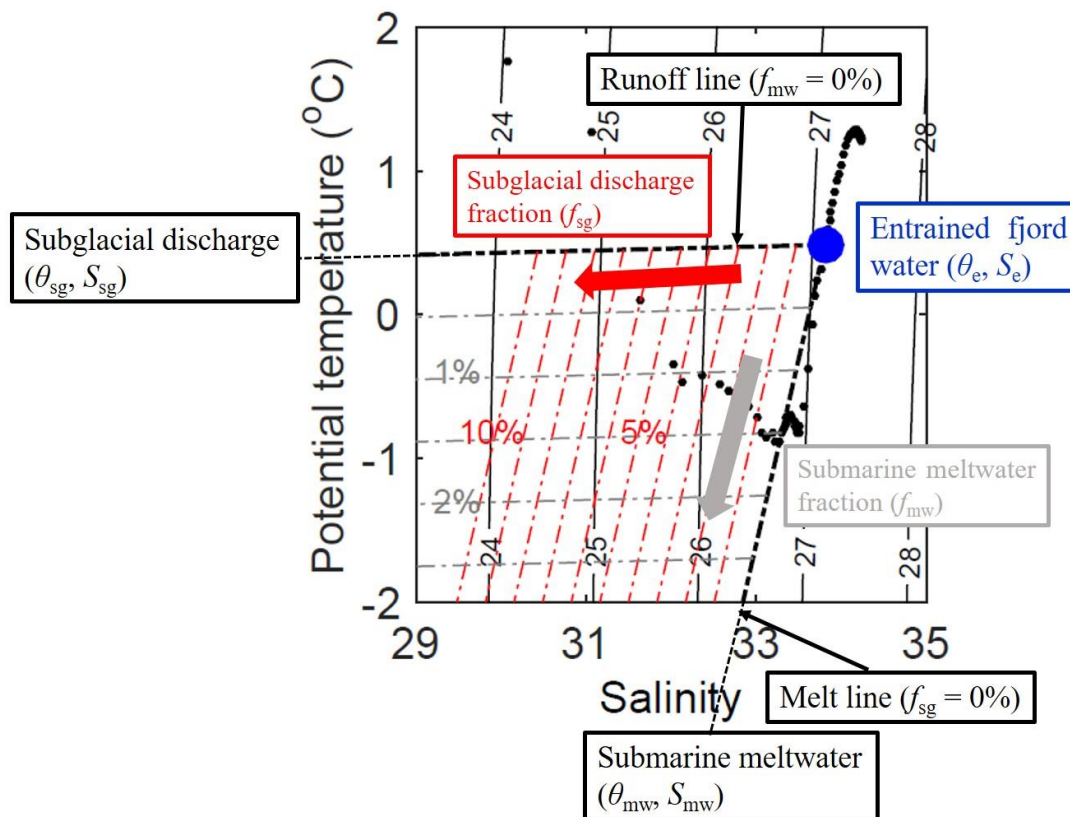 2
Runoff line (fmw = 0%)
24
25
26
27
28
1
Subglacial discharge
fraction (fsg)
Subglacial discharge
(θsg, Ssg)
Entrained fjord
water (θe, Se)
Potential temperature (°C)
0
1%
10%
5%
-1
Submarine meltwater
fraction (fmw)
2%
24
25
26
27
28
-2
29
31
33
35
Salinity
Melt line (fsg = 0%)
Submarine meltwater
(θmw, Smw)